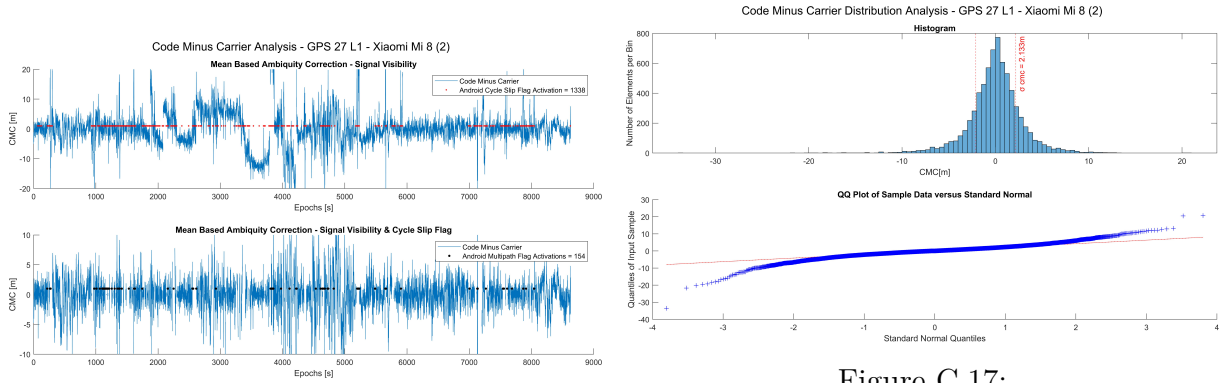 Code Minus Carrier Analysis - GPS 27 L1 - Xiaomi Mi 8 (2)
Mean Based Ambiquity Correction - Signal Visibility
Code Minus Carrier
Android Cycle Slip Flag Activation = 1338
CMC [m]
20
10
0
-10
-20
0 1000 2000 3000 4000 5000 6000 7000 8000 9000
Epochs [s]
Mean Based Ambiquity Correction - Signal Visibility & Cycle Slip Flag
Code Minus Carrier
Android Multipath Flag Activations = 154
CMC [m]
10
5
0
-5
-10
0 1000 2000 3000 4000 5000 6000 7000 8000 9000
Epochs [s]
Code Minus Carrier Distribution Analysis - GPS 27 L1 - Xiaomi Mi 8 (2)
Histogram
Number of Elements per Bin
800
600
400
200
0
σ cmc = 2.133m
-30 -20 -10 0 10 20
CMC[m]
QQ Plot of Sample Data versus Standard Normal
Quantiles of Input Sample
30
20
10
0
-10
-20
-30
-40
-4 -3 -2 -1 0 1 2 3 4
Standard Normal Quantiles
Figure C.17: